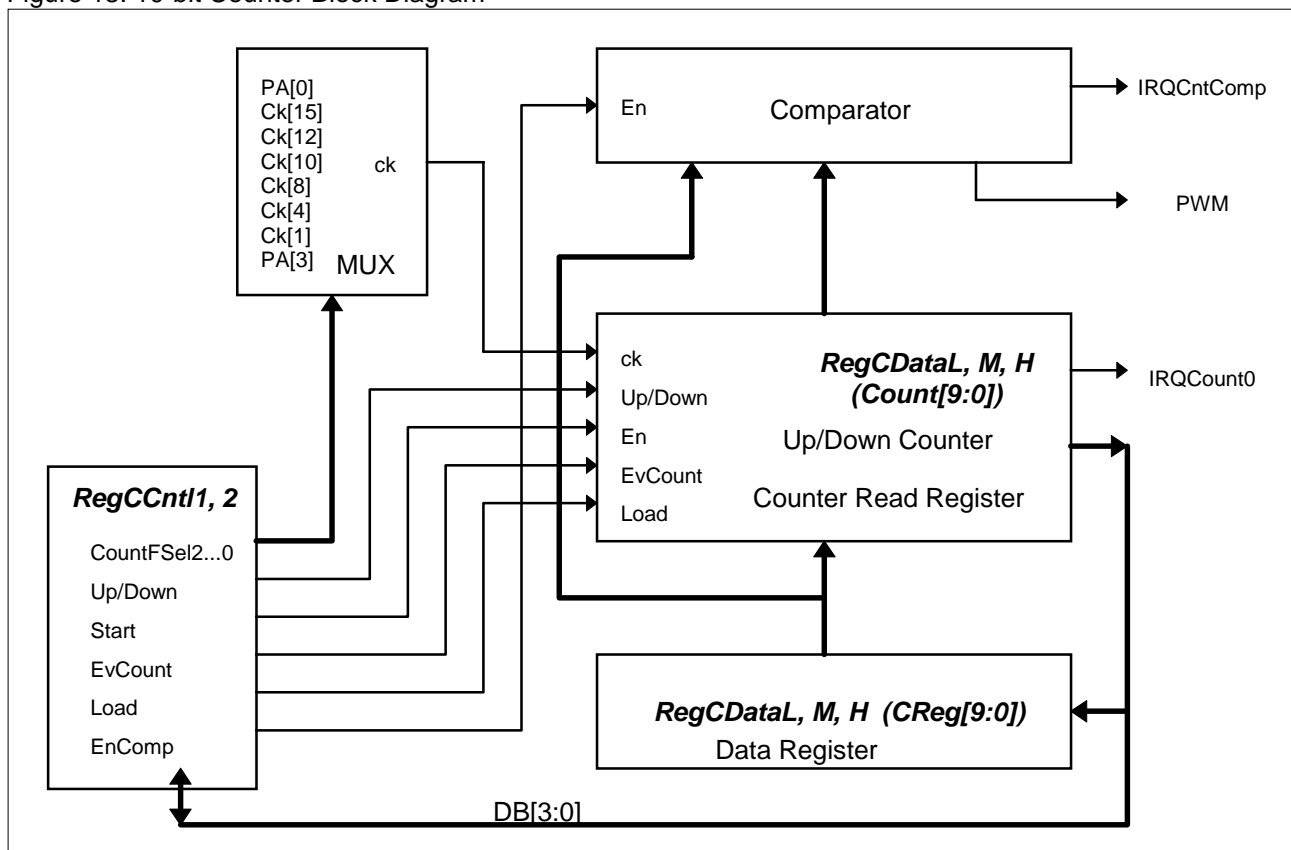 Figure 18. 10-bit Counter Block Diagram
PA[0]
Ck[15]
Ck[12]
Ck[10]
Ck[8]
Ck[4]
Ck[1]
PA[3]
ck
MUX
En
Comparator
IRQCntComp
PWM
ck
Up/Down
En
EvCount
Load
RegCDataL, M, H
(Count[9:0])
Up/Down Counter
Counter Read Register
IRQCount0
RegCCntl1, 2
CountFSel2...0
Up/Down
Start
EvCount
Load
EnComp
RegCDataL, M, H (CReg[9:0])
Data Register
DB[3:0]